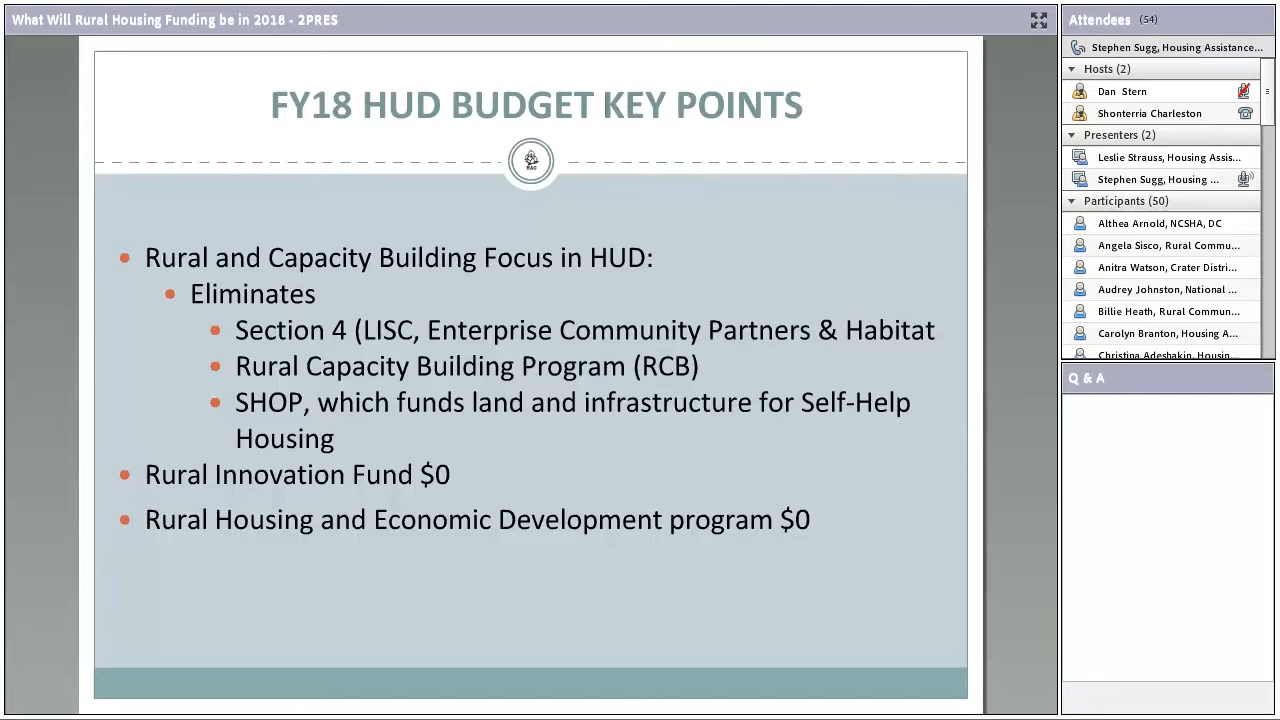 What Will Rural Housing Funding be in 2018 - 2PRES
FY18 HUD BUDGET KEY POINTS
HAC
• Rural and Capacity Building Focus in HUD:
• Eliminates
• Section 4 (LISC, Enterprise Community Partners & Habitat
• Rural Capacity Building Program (RCB)
• SHOP, which funds land and infrastructure for Self-Help
Housing
• Rural Innovation Fund $0
• Rural Housing and Economic Development program $0
Attendees (54)
Stephen Sugg, Housing Assistance...
Hosts (2)
Dan Stern
Shonterria Charleston
Presenters (2)
Leslie Strauss, Housing Assis...
Stephen Sugg, Housing ...
Participants (50)
Althea Arnold, NCSHA, DC
Angela Sisco, Rural Commu...
Anitra Watson, Crater Distri...
Audrey Johnston, National ...
Billie Heath, Rural Commun...
Carolyn Branton, Housing A...
Christina Adeshakin, Housin...
Q & A